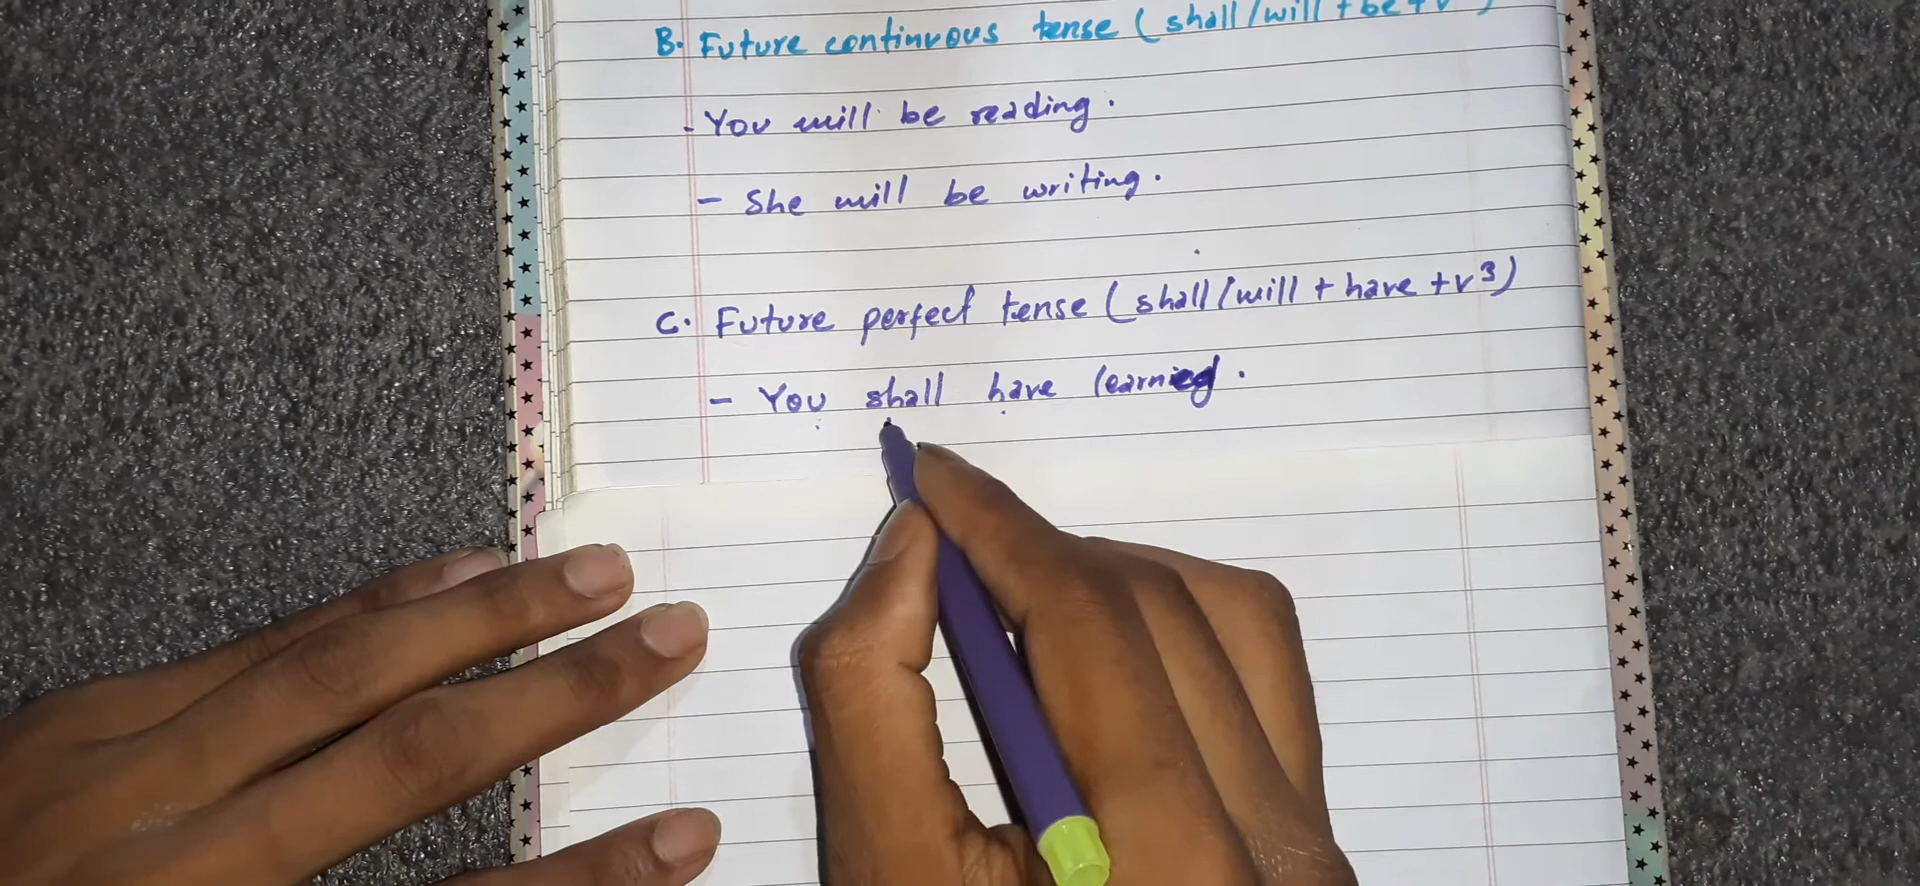 B. Future continuous tense (shall/will + be + v
- You will be reading.
- She will be writing.
C. Future perfect tense (shall/will + have + v3)
- You shall have learned.